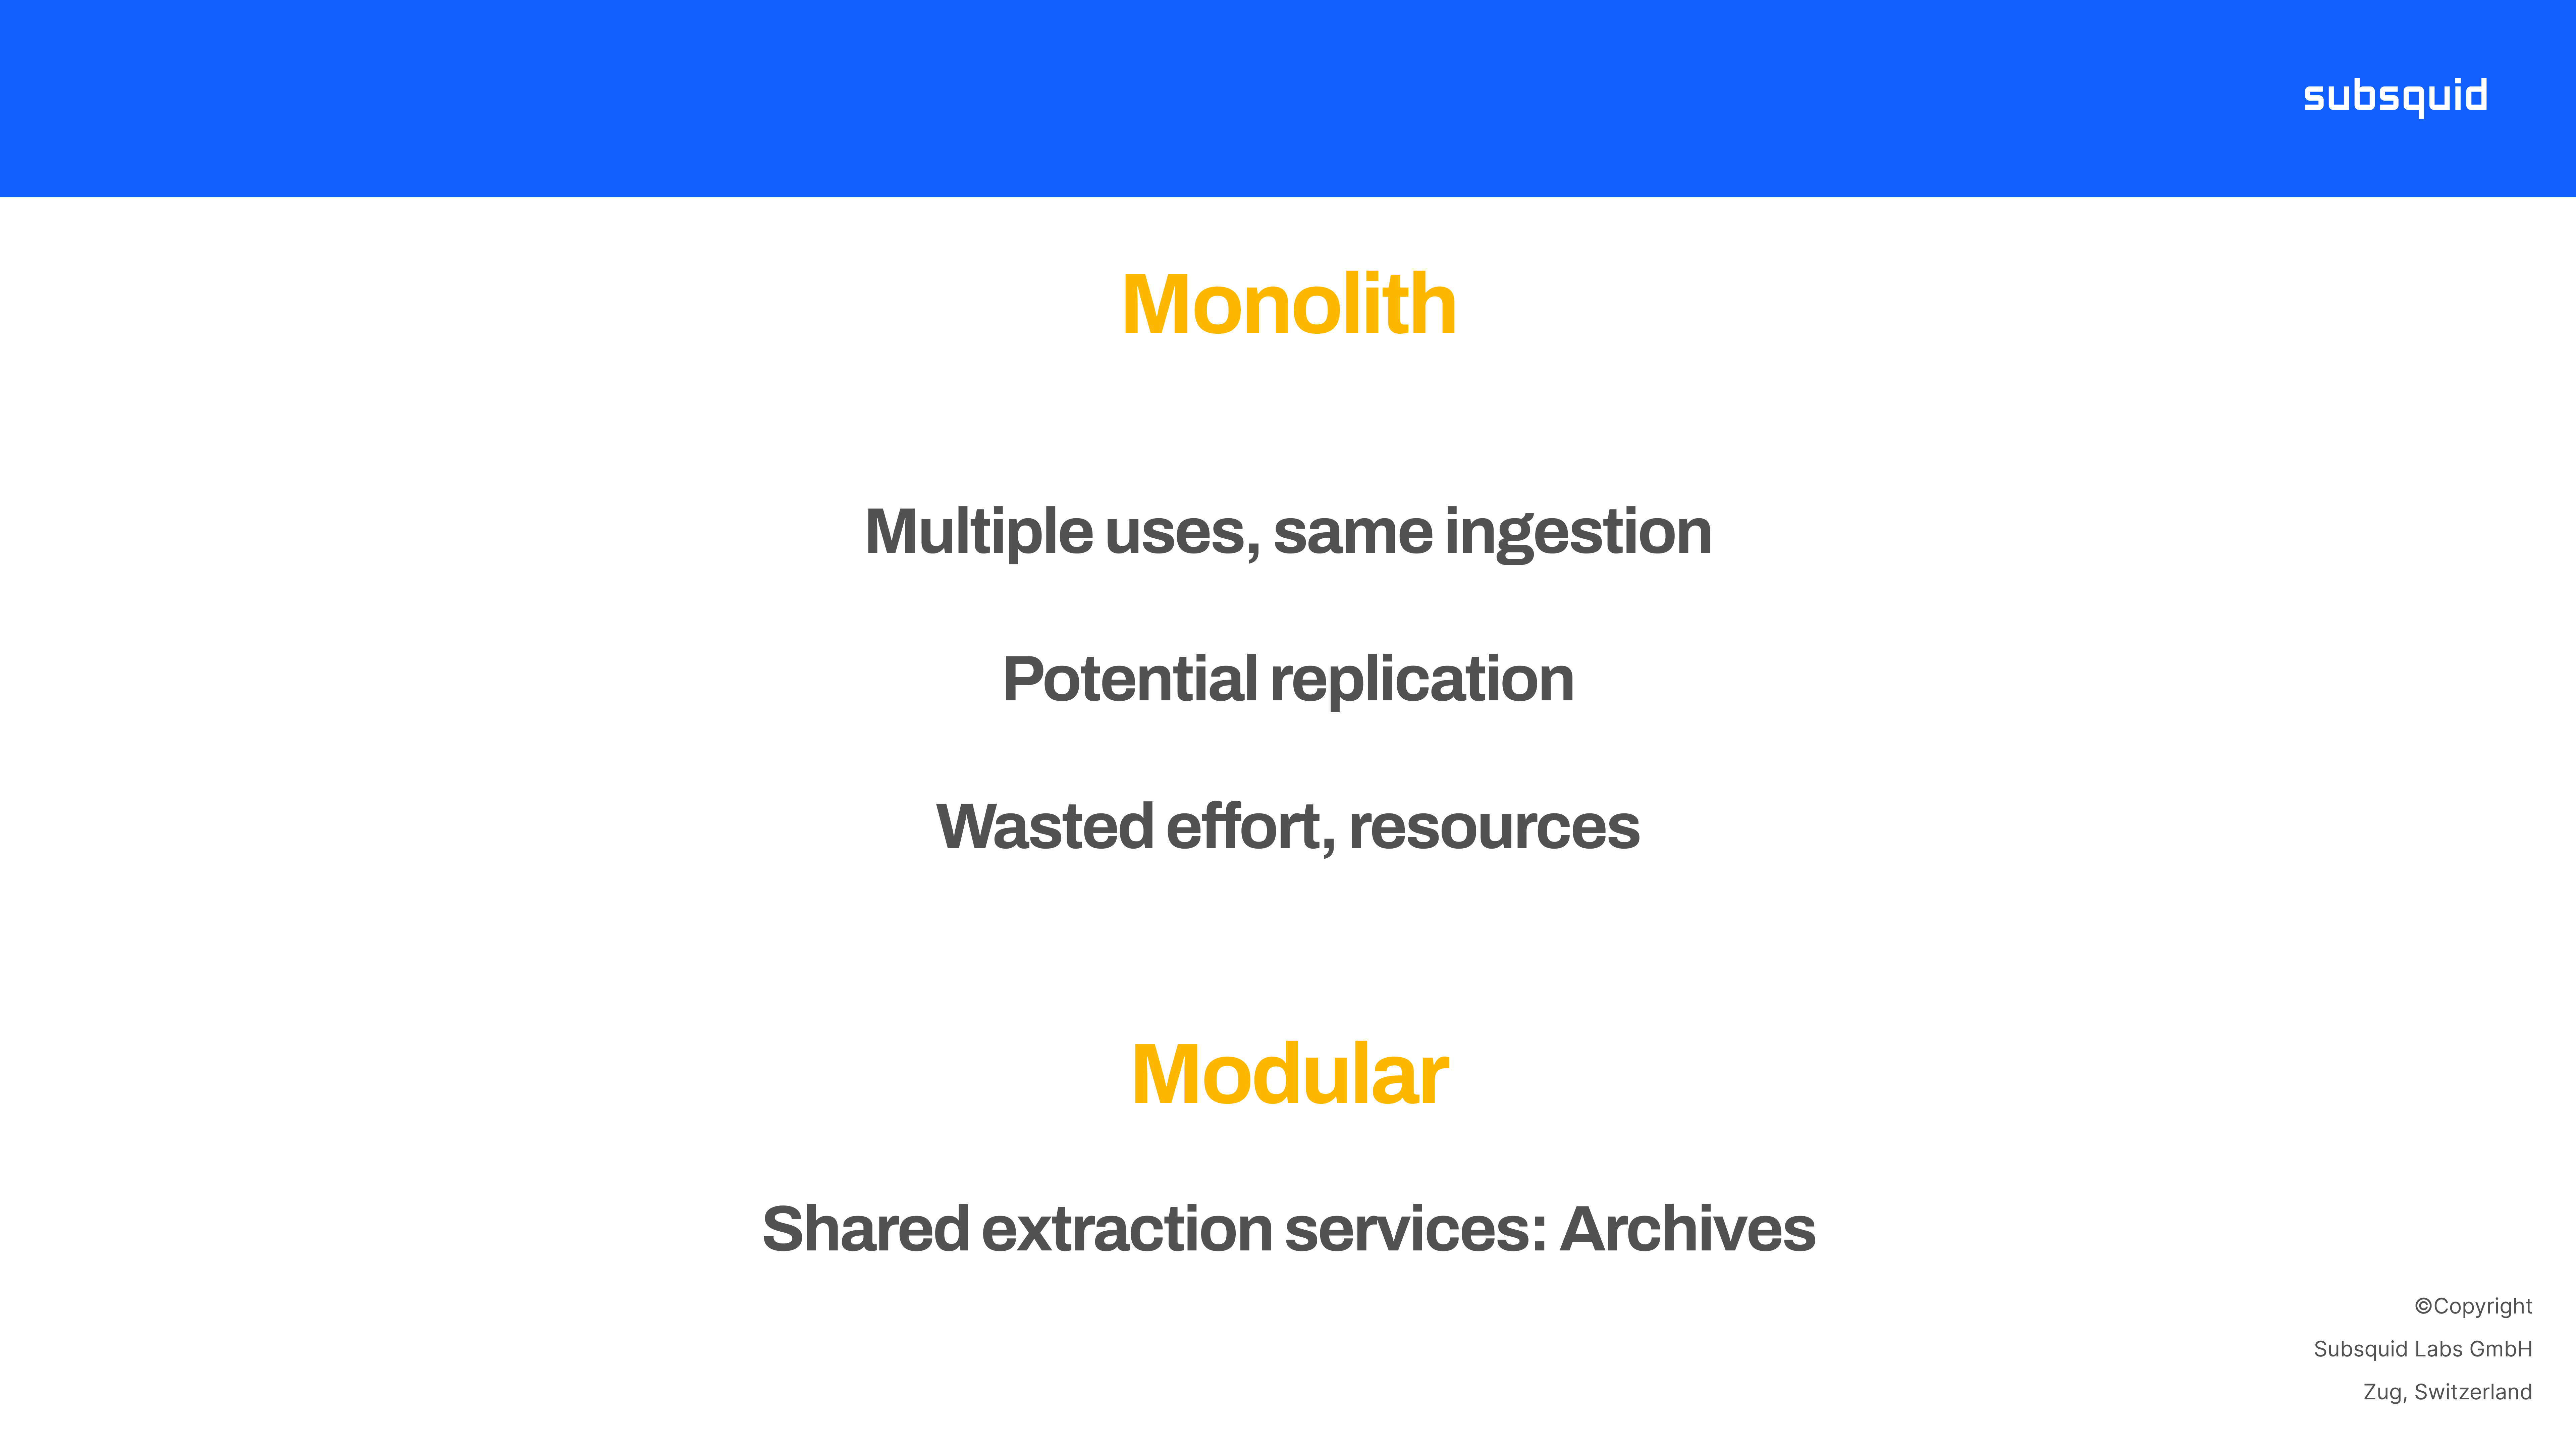 subsquid
Monolith
Multiple uses, same ingestion
Potential replication
Wasted effort, resources
Modular
Shared extraction services: Archives
©Copyright
Subsquid Labs GmbH
Zug, Switzerland